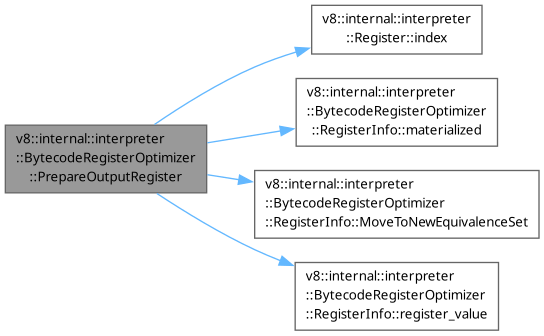 v8::internal::interpreter
::BytecodeRegisterOptimizer
::PrepareOutputRegister
v8::internal::interpreter
::Register::index
v8::internal::interpreter
::BytecodeRegisterOptimizer
::RegisterInfo::materialized
v8::internal::interpreter
::BytecodeRegisterOptimizer
::RegisterInfo::MoveToNewEquivalenceSet
v8::internal::interpreter
::BytecodeRegisterOptimizer
::RegisterInfo::register_value